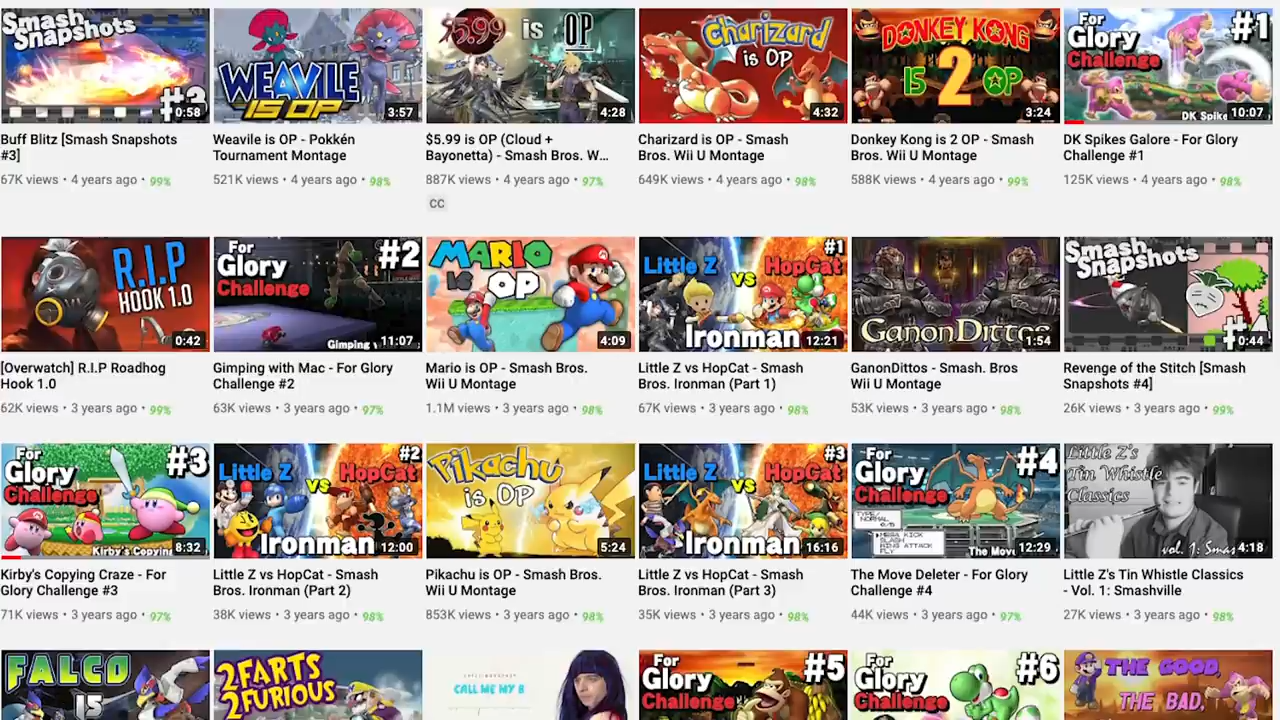 Smash
Snapshots
#3
0:58
WEAVILE
IS OP
3:57
$5.99 is OP
4:28
Charizard
is OP
4:32
DONKEY KONG
IS 2 OP
3:24
For
Glory
Challenge
#1
DK Spike
10:07
Buff Blitz [Smash Snapshots
#3]
67K views • 4 years ago • 99%
Weavile is OP - Pokkén
Tournament Montage
521K views • 4 years ago • 98%
$5.99 is OP (Cloud +
Bayonetta) - Smash Bros. W...
887K views • 4 years ago • 97%
CC
Charizard is OP - Smash
Bros. Wii U Montage
649K views • 4 years ago • 98%
Donkey Kong is 2 OP - Smash
Bros. Wii U Montage
588K views • 4 years ago • 99%
DK Spikes Galore - For Glory
Challenge #1
125K views • 4 years ago • 98%
R.I.P
HOOK 1.0
0:42
For
Glory
Challenge
#2
Gimping
11:07
MARIO
IS OP
4:09
#1
Little Z vs HopCat
Ironman
12:21
GANONDITTOS
1:54
Smash
Snapshots
0:44
[Overwatch] R.I.P Roadhog
Hook 1.0
62K views • 3 years ago • 99%
Gimping with Mac - For Glory
Challenge #2
63K views • 3 years ago • 97%
Mario is OP - Smash Bros.
Wii U Montage
1.1M views • 3 years ago • 98%
Little Z vs HopCat - Smash
Bros. Ironman (Part 1)
67K views • 3 years ago • 98%
GanonDittos - Smash. Bros
Wii U Montage
53K views • 3 years ago • 98%
Revenge of the Stitch [Smash
Snapshots #4]
26K views • 3 years ago • 99%
For
Glory
Challenge
#3
Kirby's Copyin
8:32
#2
Little Z vs HopCat
Ironman
12:00
Pikachu
is OP
5:24
#3
Little Z vs HopCat
Ironman
16:16
For
Glory
Challenge
#4
TYPE/
NORMAL
MEGA KICK
SLASH
WING ATTACK
FLY
The Move
12:29
Little Z's
Tin Whistle
Classics
vol. 1: Smas
4:18
Kirby's Copying Craze - For
Glory Challenge #3
71K views • 3 years ago • 97%
Little Z vs HopCat - Smash
Bros. Ironman (Part 2)
38K views • 3 years ago • 98%
Pikachu is OP - Smash Bros.
Wii U Montage
853K views • 3 years ago • 98%
Little Z vs HopCat - Smash
Bros. Ironman (Part 3)
35K views • 3 years ago • 98%
The Move Deleter - For Glory
Challenge #4
44K views • 3 years ago • 97%
Little Z's Tin Whistle Classics
- Vol. 1: Smashville
27K views • 3 years ago • 98%
FALCO
IS
2FARTS
2FURIOUS
CALL ME MY B
For
Glory
Challenge
#5
For
Glory
Challenge
#6
THE GOOD,
THE BAD,